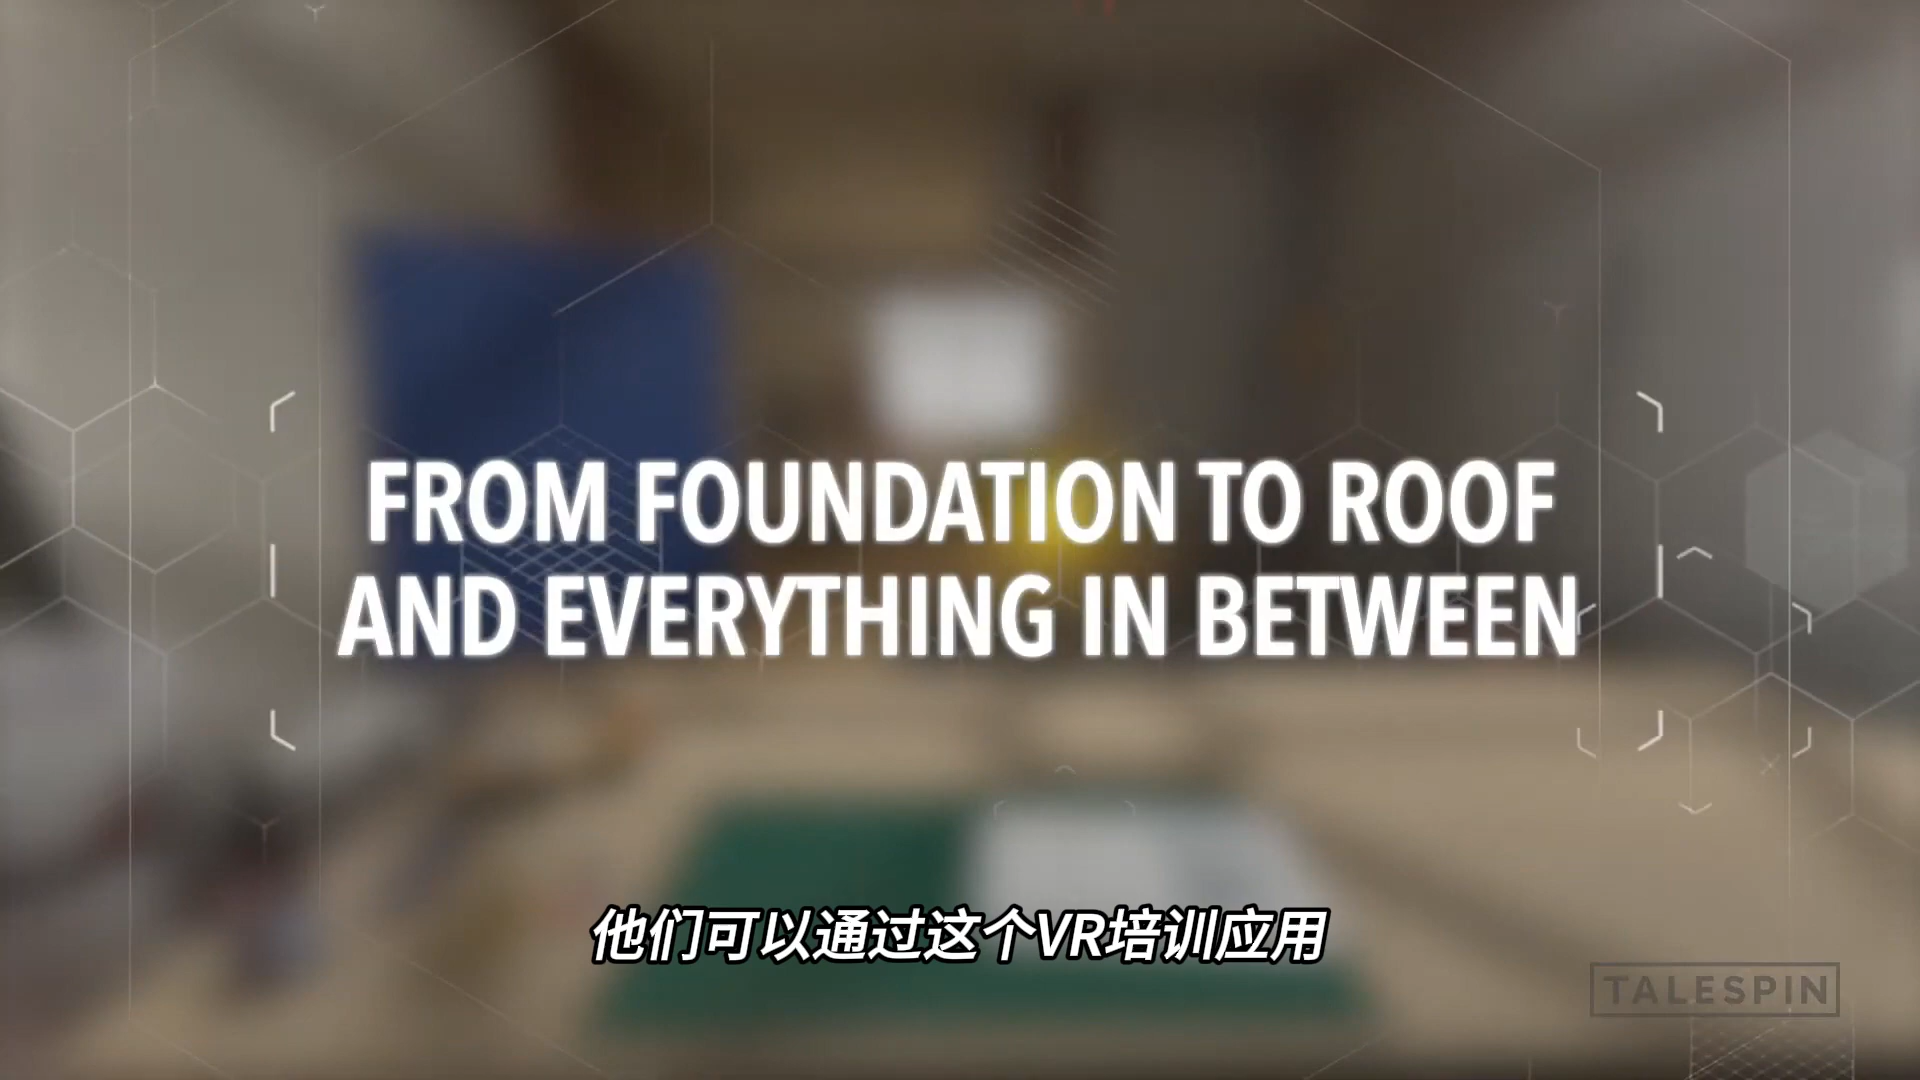 FROM FOUNDATION TO ROOF
AND EVERYTHING IN BETWEEN
他们可以通过这个VR培训应用
TALESPIN